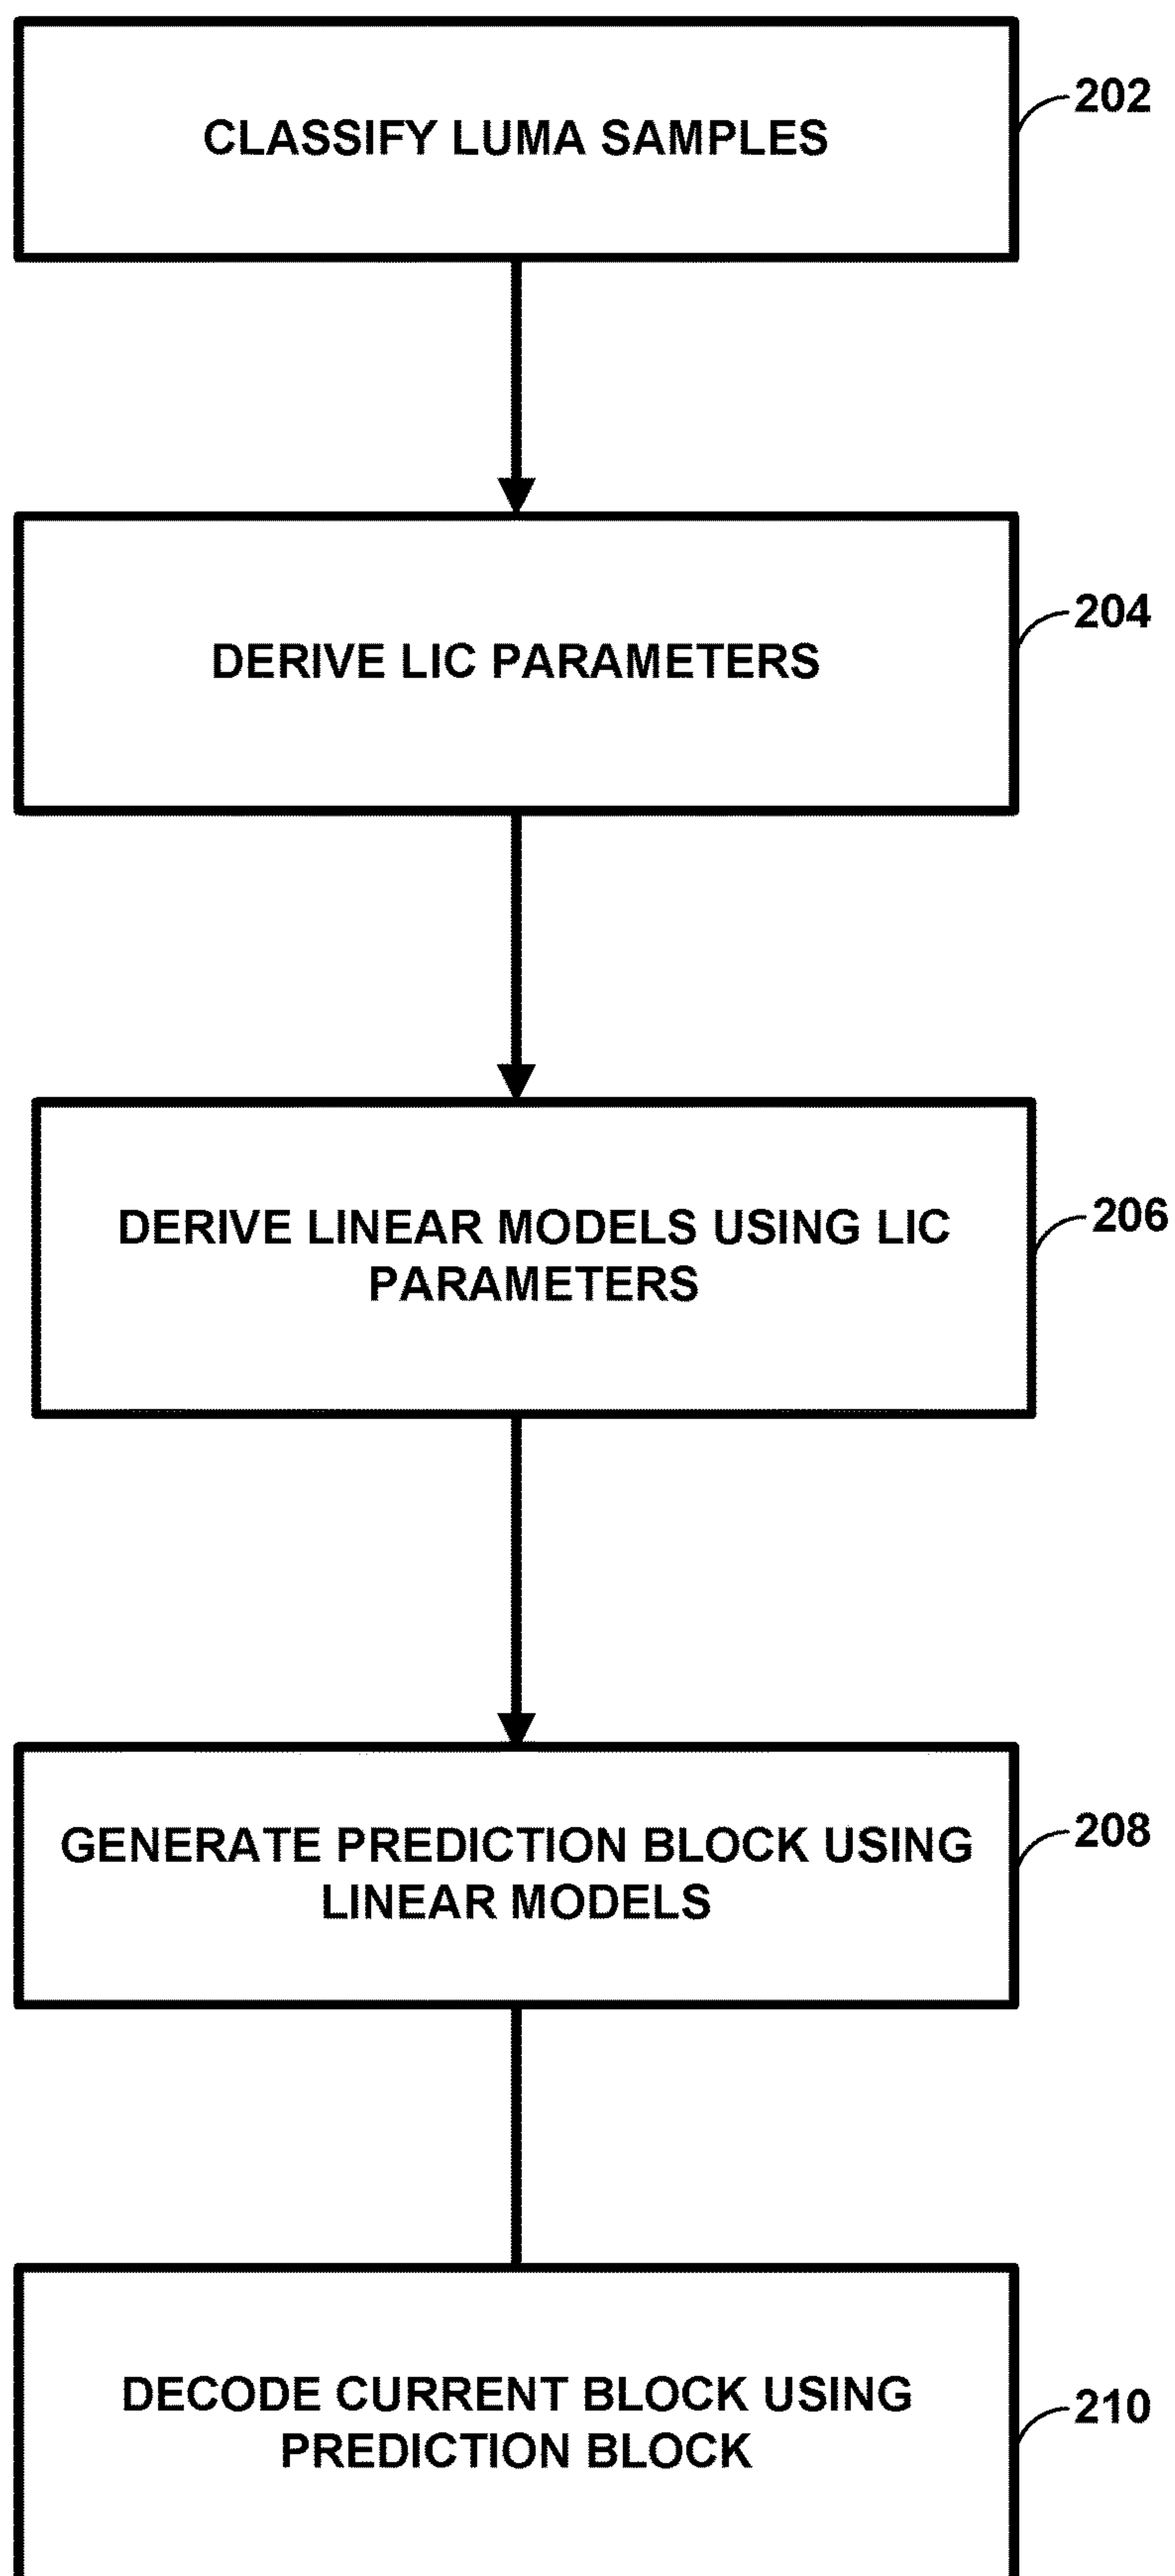 CLASSIFY LUMA SAMPLES
202
DERIVE LIC PARAMETERS
204
DERIVE LINEAR MODELS USING LIC
PARAMETERS
206
GENERATE PREDICTION BLOCK USING
LINEAR MODELS
208
DECODE CURRENT BLOCK USING
PREDICTION BLOCK
210